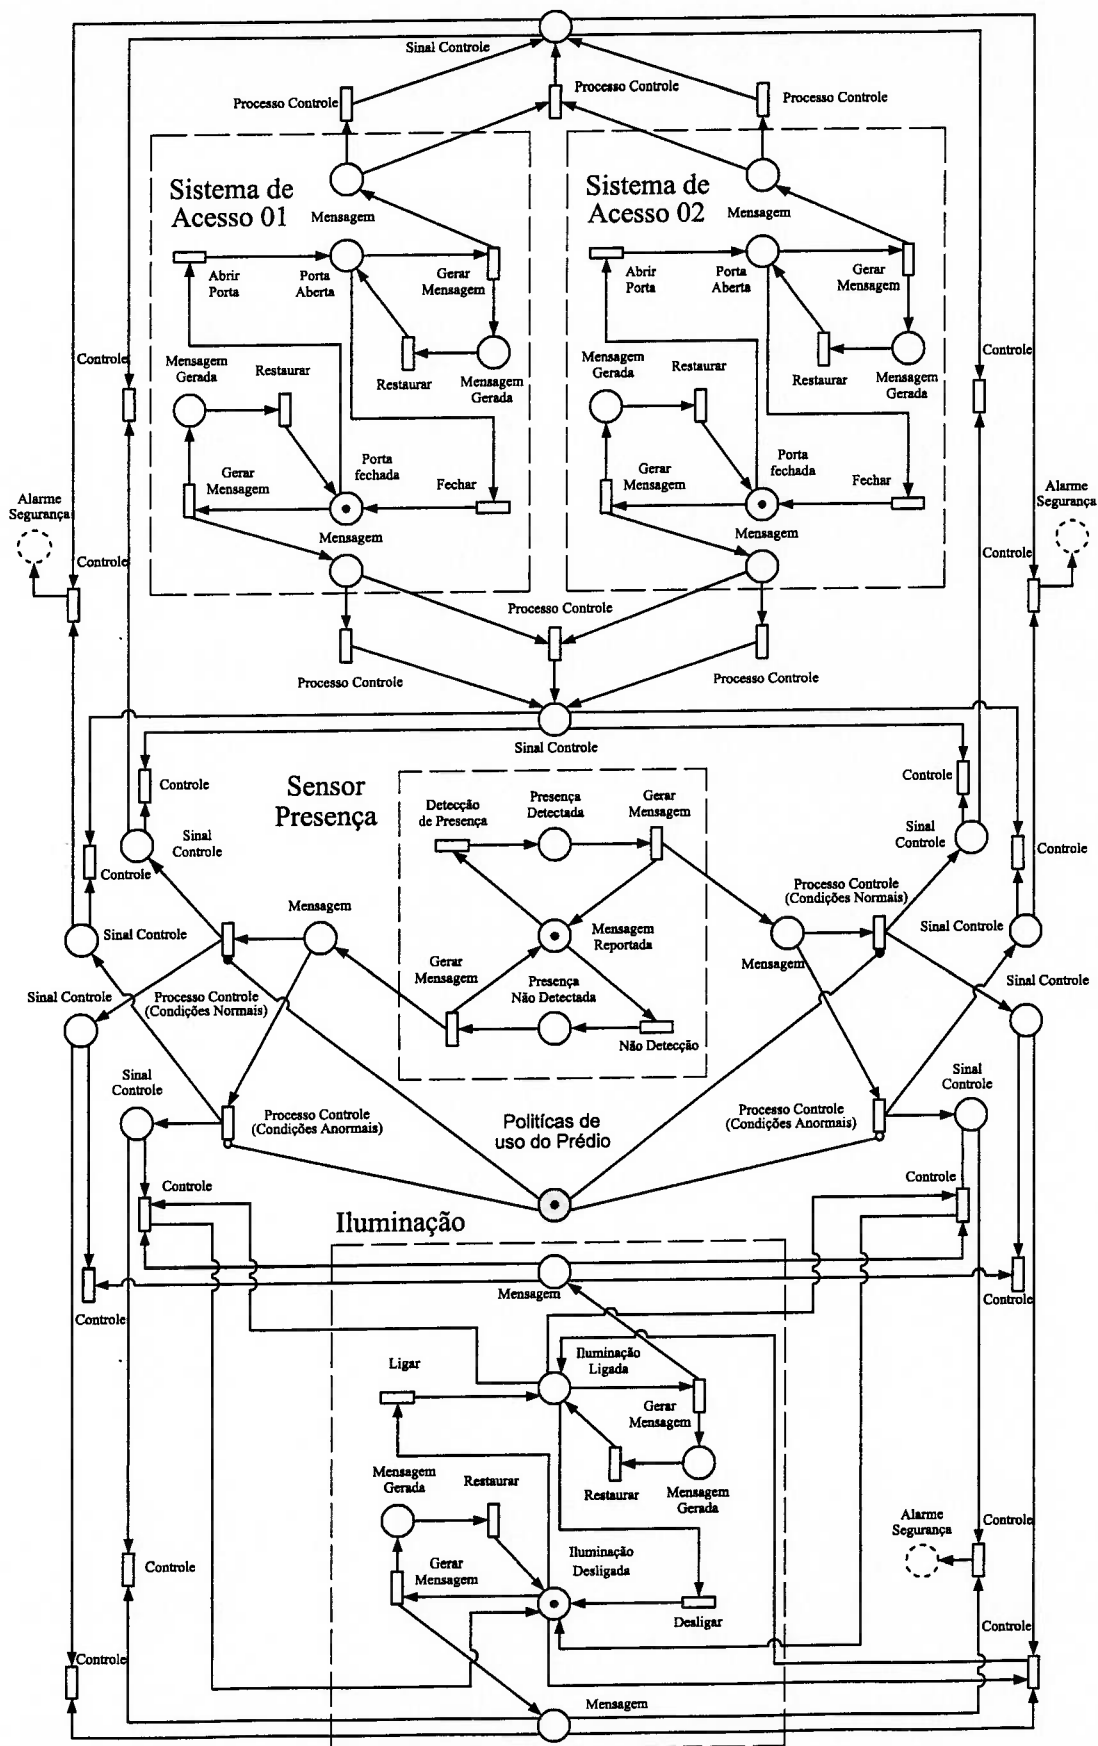 Sinal Controle
Processo Controle
Processo Controle
Processo Controle
Sistema de
Acesso 01
Mensagem
Sistema de
Acesso 02
Mensagem
Abrir
Porta
Porta
Aberta
Gerar
Mensagem
Abrir
Porta
Porta
Aberta
Gerar
Mensagem
Controle
Mensagem
Gerada
Restaurar
Restaurar
Mensagem
Gerada
Mensagem
Gerada
Restaurar
Restaurar
Mensagem
Gerada
Controle
Gerar
Mensagem
Porta
fechada
Fechar
Gerar
Mensagem
Porta
fechada
Fechar
Alarme
Segurança
Alarme
Segurança
Mensagem
Mensagem
Controle
Controle
Processo Controle
Processo Controle
Processo Controle
Sinal Controle
Sensor
Presença
Controle
Controle
Detecção
de Presença
Presença
Detectada
Gerar
Mensagem
Sinal
Controle
Sinal
Controle
Controle
Controle
Processo Controle
(Condições Normais)
Mensagem
Sinal Controle
Mensagem
Reportada
Mensagem
Sinal Controle
Gerar
Mensagem
Presença
Não Detectada
Sinal Controle
Processo Controle
(Condições Normais)
Sinal Controle
Não Detecção
Sinal
Controle
Sinal
Controle
Processo Controle
(Condições Anormais)
Politícas de
uso do Prédio
Processo Controle
(Condições Anormais)
Controle
Controle
Iluminação
Mensagem
Controle
Controle
Ligar
Iluminação
Ligada
Gerar
Mensagem
Mensagem
Gerada
Restaurar
Restaurar
Mensagem
Gerada
Alarme
Segurança
Controle
Controle
Gerar
Mensagem
Iluminação
Desligada
Desligar
Controle
Controle
Mensagem